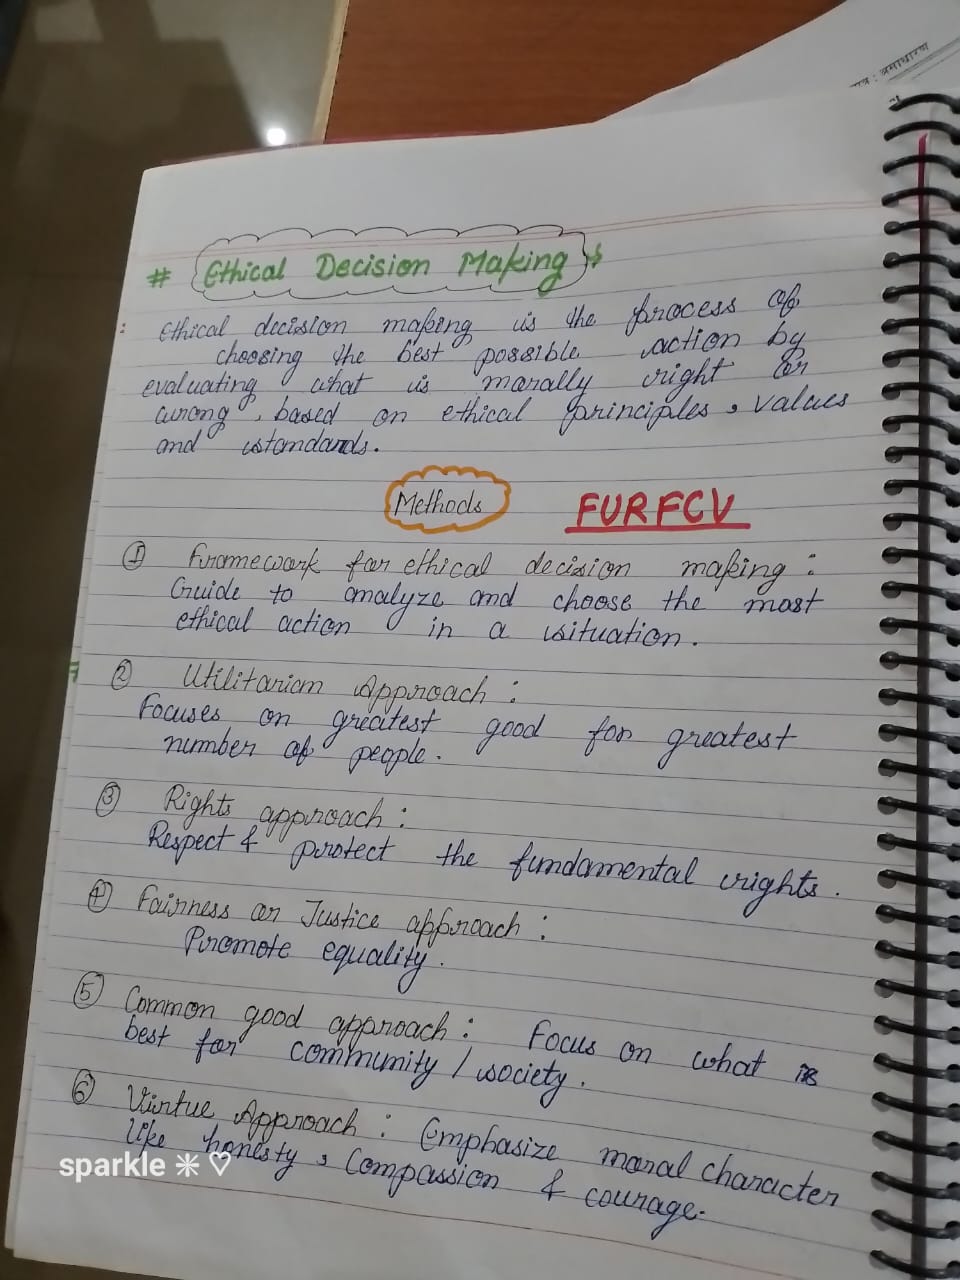 : अमाधारण
# Ethical Decision Making
: Ethical decision making is the process of
choosing the best possible action by
evaluating what is morally right or
wrong, based on ethical principles, values
and standards.
Methods FURFCV
① Framework for ethical decision making :
Guide to analyze and choose the most
ethical action in a situation.
② Utilitarian Approach :
Focuses on greatest good for greatest
number of people.
③ Rights approach :
Respect & protect the fundamental rights.
④ Fairness or Justice approach :
Promote equality.
⑤ Common good approach : Focus on what is
best for community / society.
⑥ Virtue Approach : Emphasize moral character
like honesty, Compassion & courage.
sparkle ✳ ♡